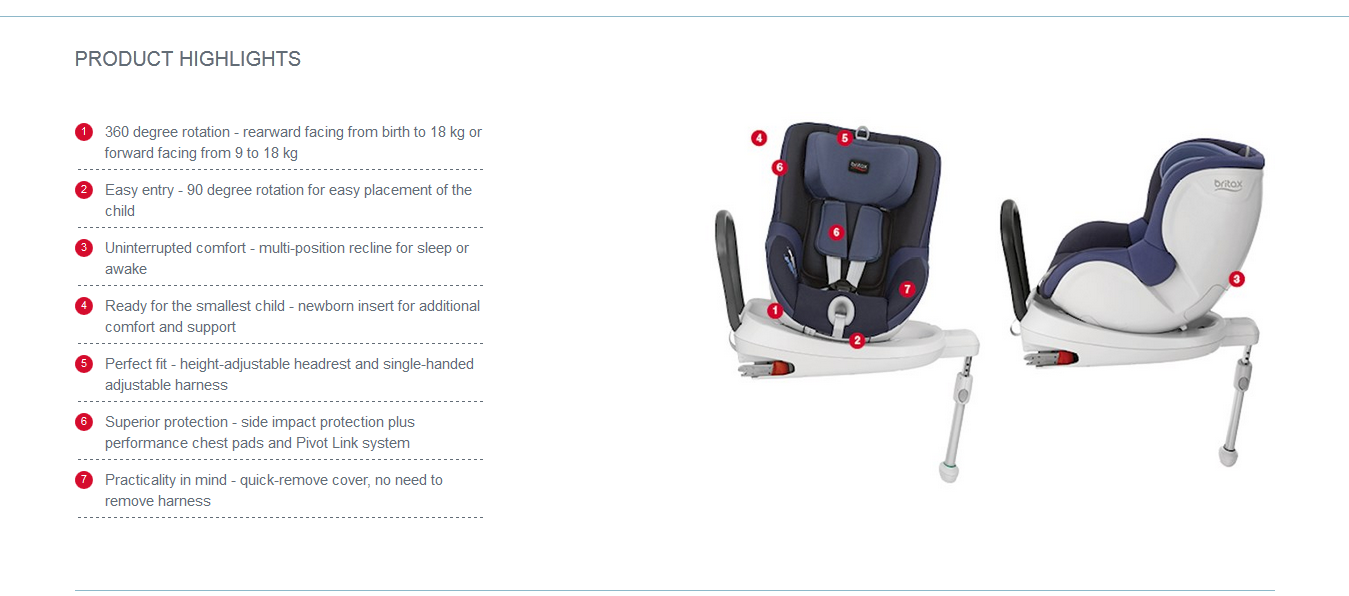 PRODUCT HIGHLIGHTS
1 360 degree rotation - rearward facing from birth to 18 kg or
forward facing from 9 to 18 kg
2 Easy entry - 90 degree rotation for easy placement of the
child
3 Uninterrupted comfort - multi-position recline for sleep or
awake
4 Ready for the smallest child - newborn insert for additional
comfort and support
5 Perfect fit - height-adjustable headrest and single-handed
adjustable harness
6 Superior protection - side impact protection plus
performance chest pads and Pivot Link system
7 Practicality in mind - quick-remove cover, no need to
remove harness
4
5
6
britax
6
7
1
2
britax
3